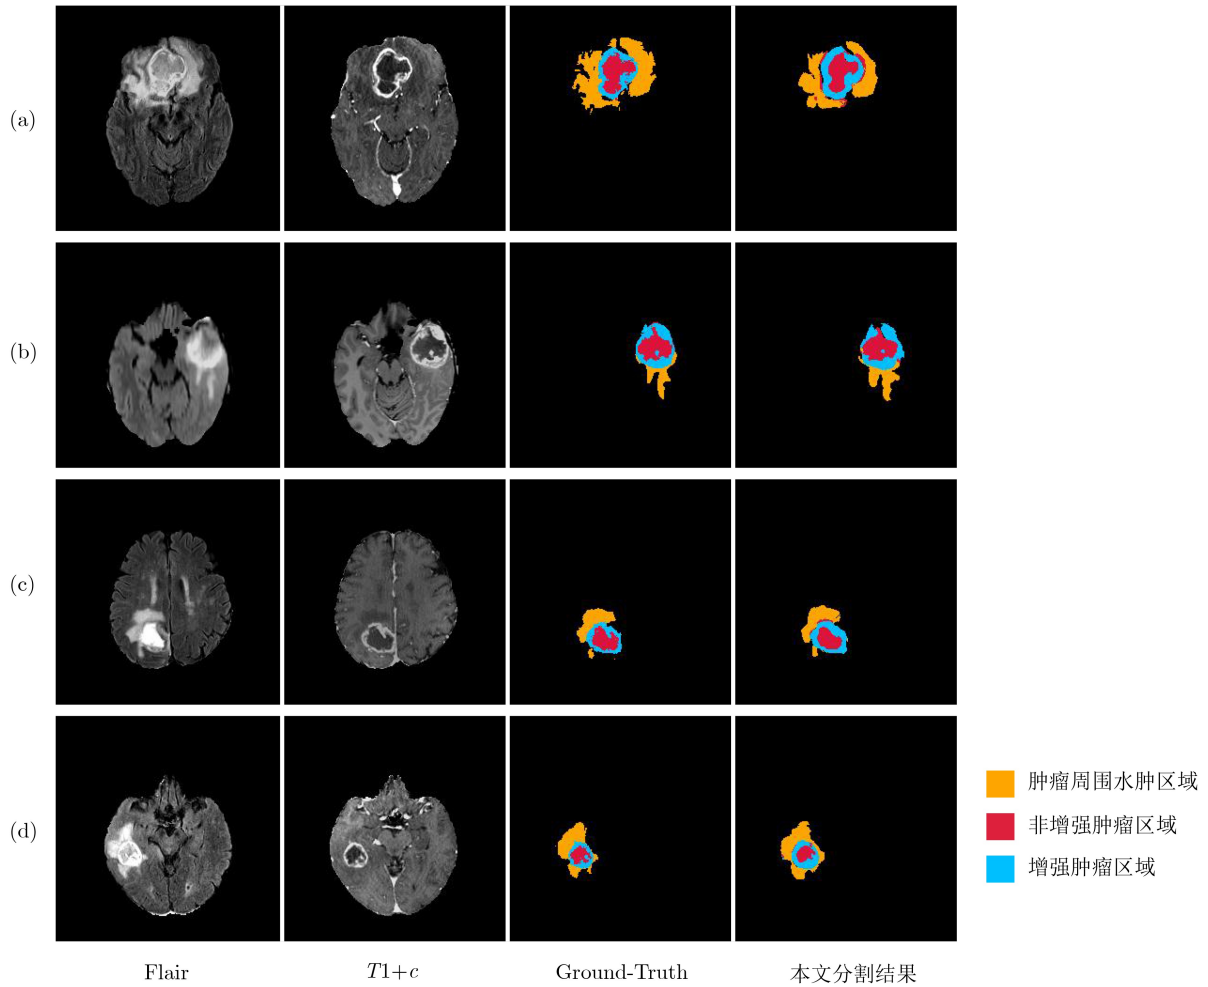 (a)
(b)
(c)
(d)
肿瘤周围水肿区域
非增强肿瘤区域
增强肿瘤区域
Flair
T1+c
Ground-Truth
本文分割结果